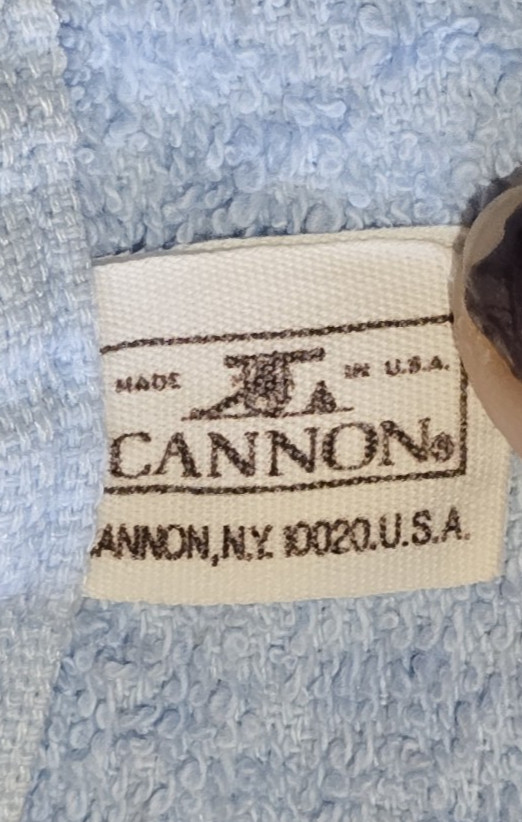 MADE IN U.S.A.
CANNON®
ANNON, N.Y. 10020. U.S.A.